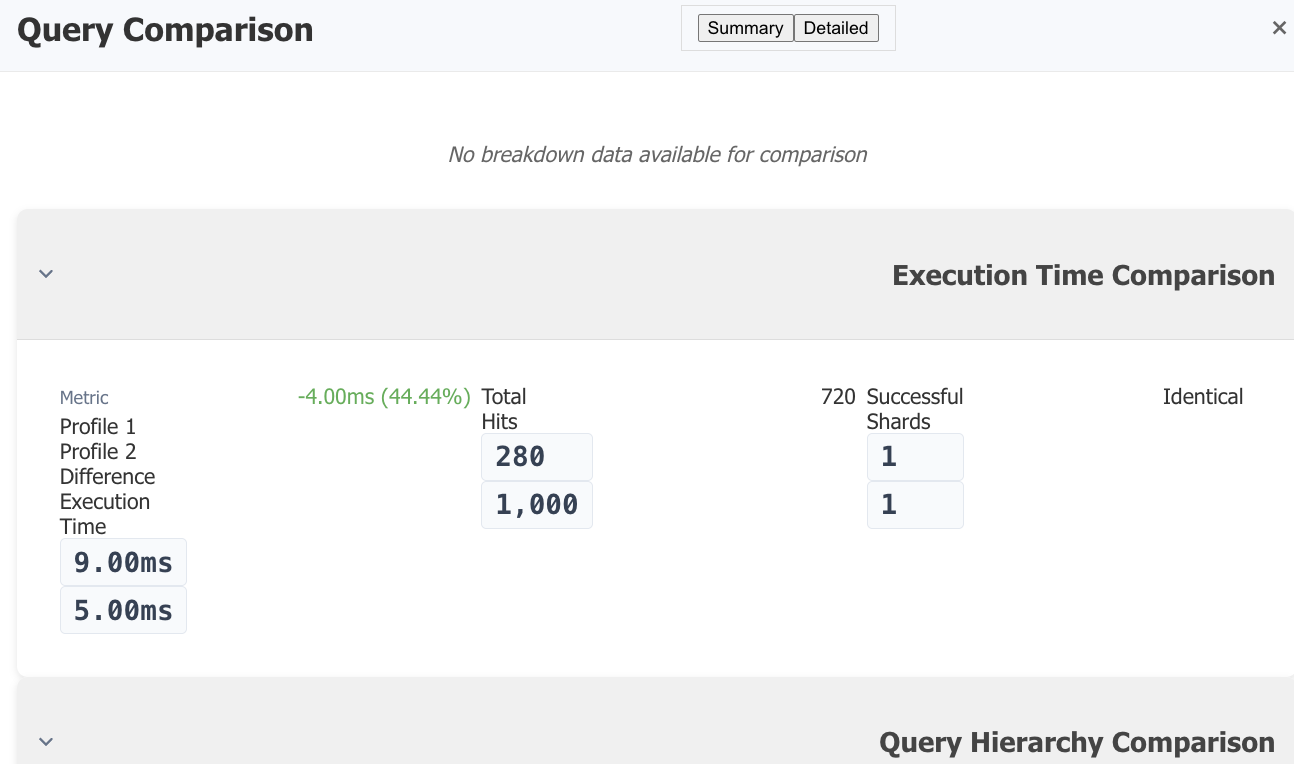 Query Comparison
Summary
Detailed
×
No breakdown data available for comparison
Execution Time Comparison
Metric
Profile 1
Profile 2
Difference
Execution
Time
9.00ms
5.00ms
-4.00ms (44.44%)
Total
Hits
280
1,000
720
Successful
Shards
1
1
Identical
Query Hierarchy Comparison